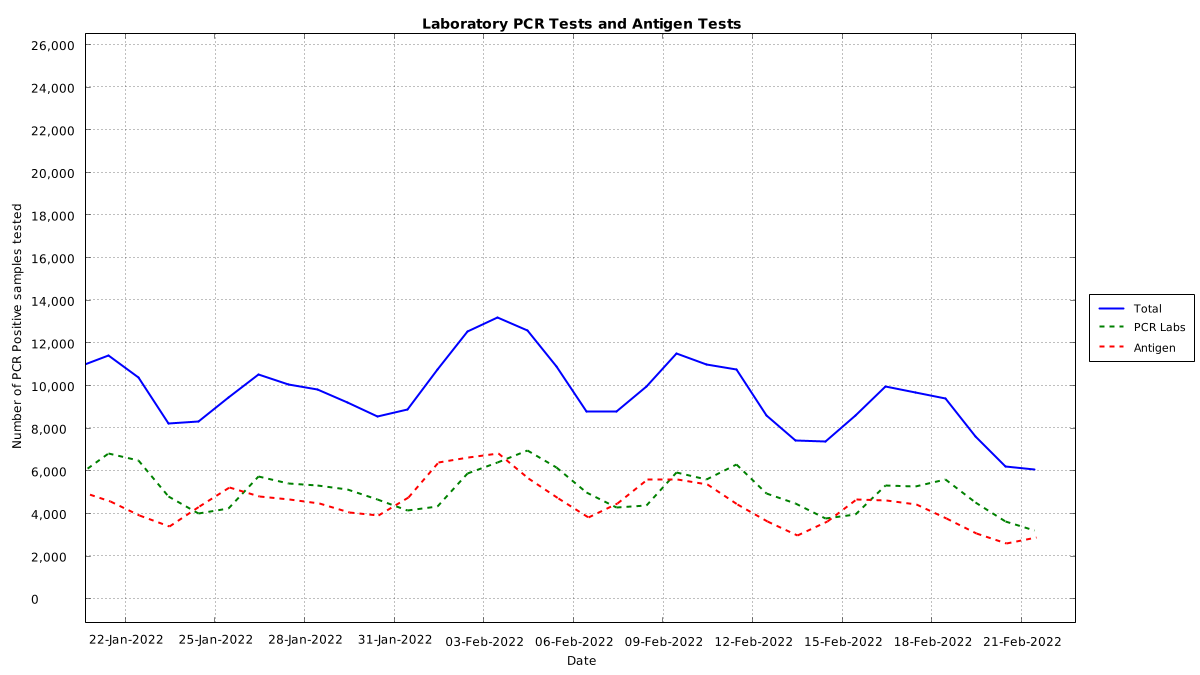 Laboratory PCR Tests and Antigen Tests
26,000
24,000
22,000
20,000
18,000
16,000
14,000
12,000
10,000
8,000
6,000
4,000
2,000
0
Number of PCR Positive samples tested
22-Jan-2022 25-Jan-2022 28-Jan-2022 31-Jan-2022 03-Feb-2022 06-Feb-2022 09-Feb-2022 12-Feb-2022 15-Feb-2022 18-Feb-2022 21-Feb-2022
Date
Total
PCR Labs
Antigen